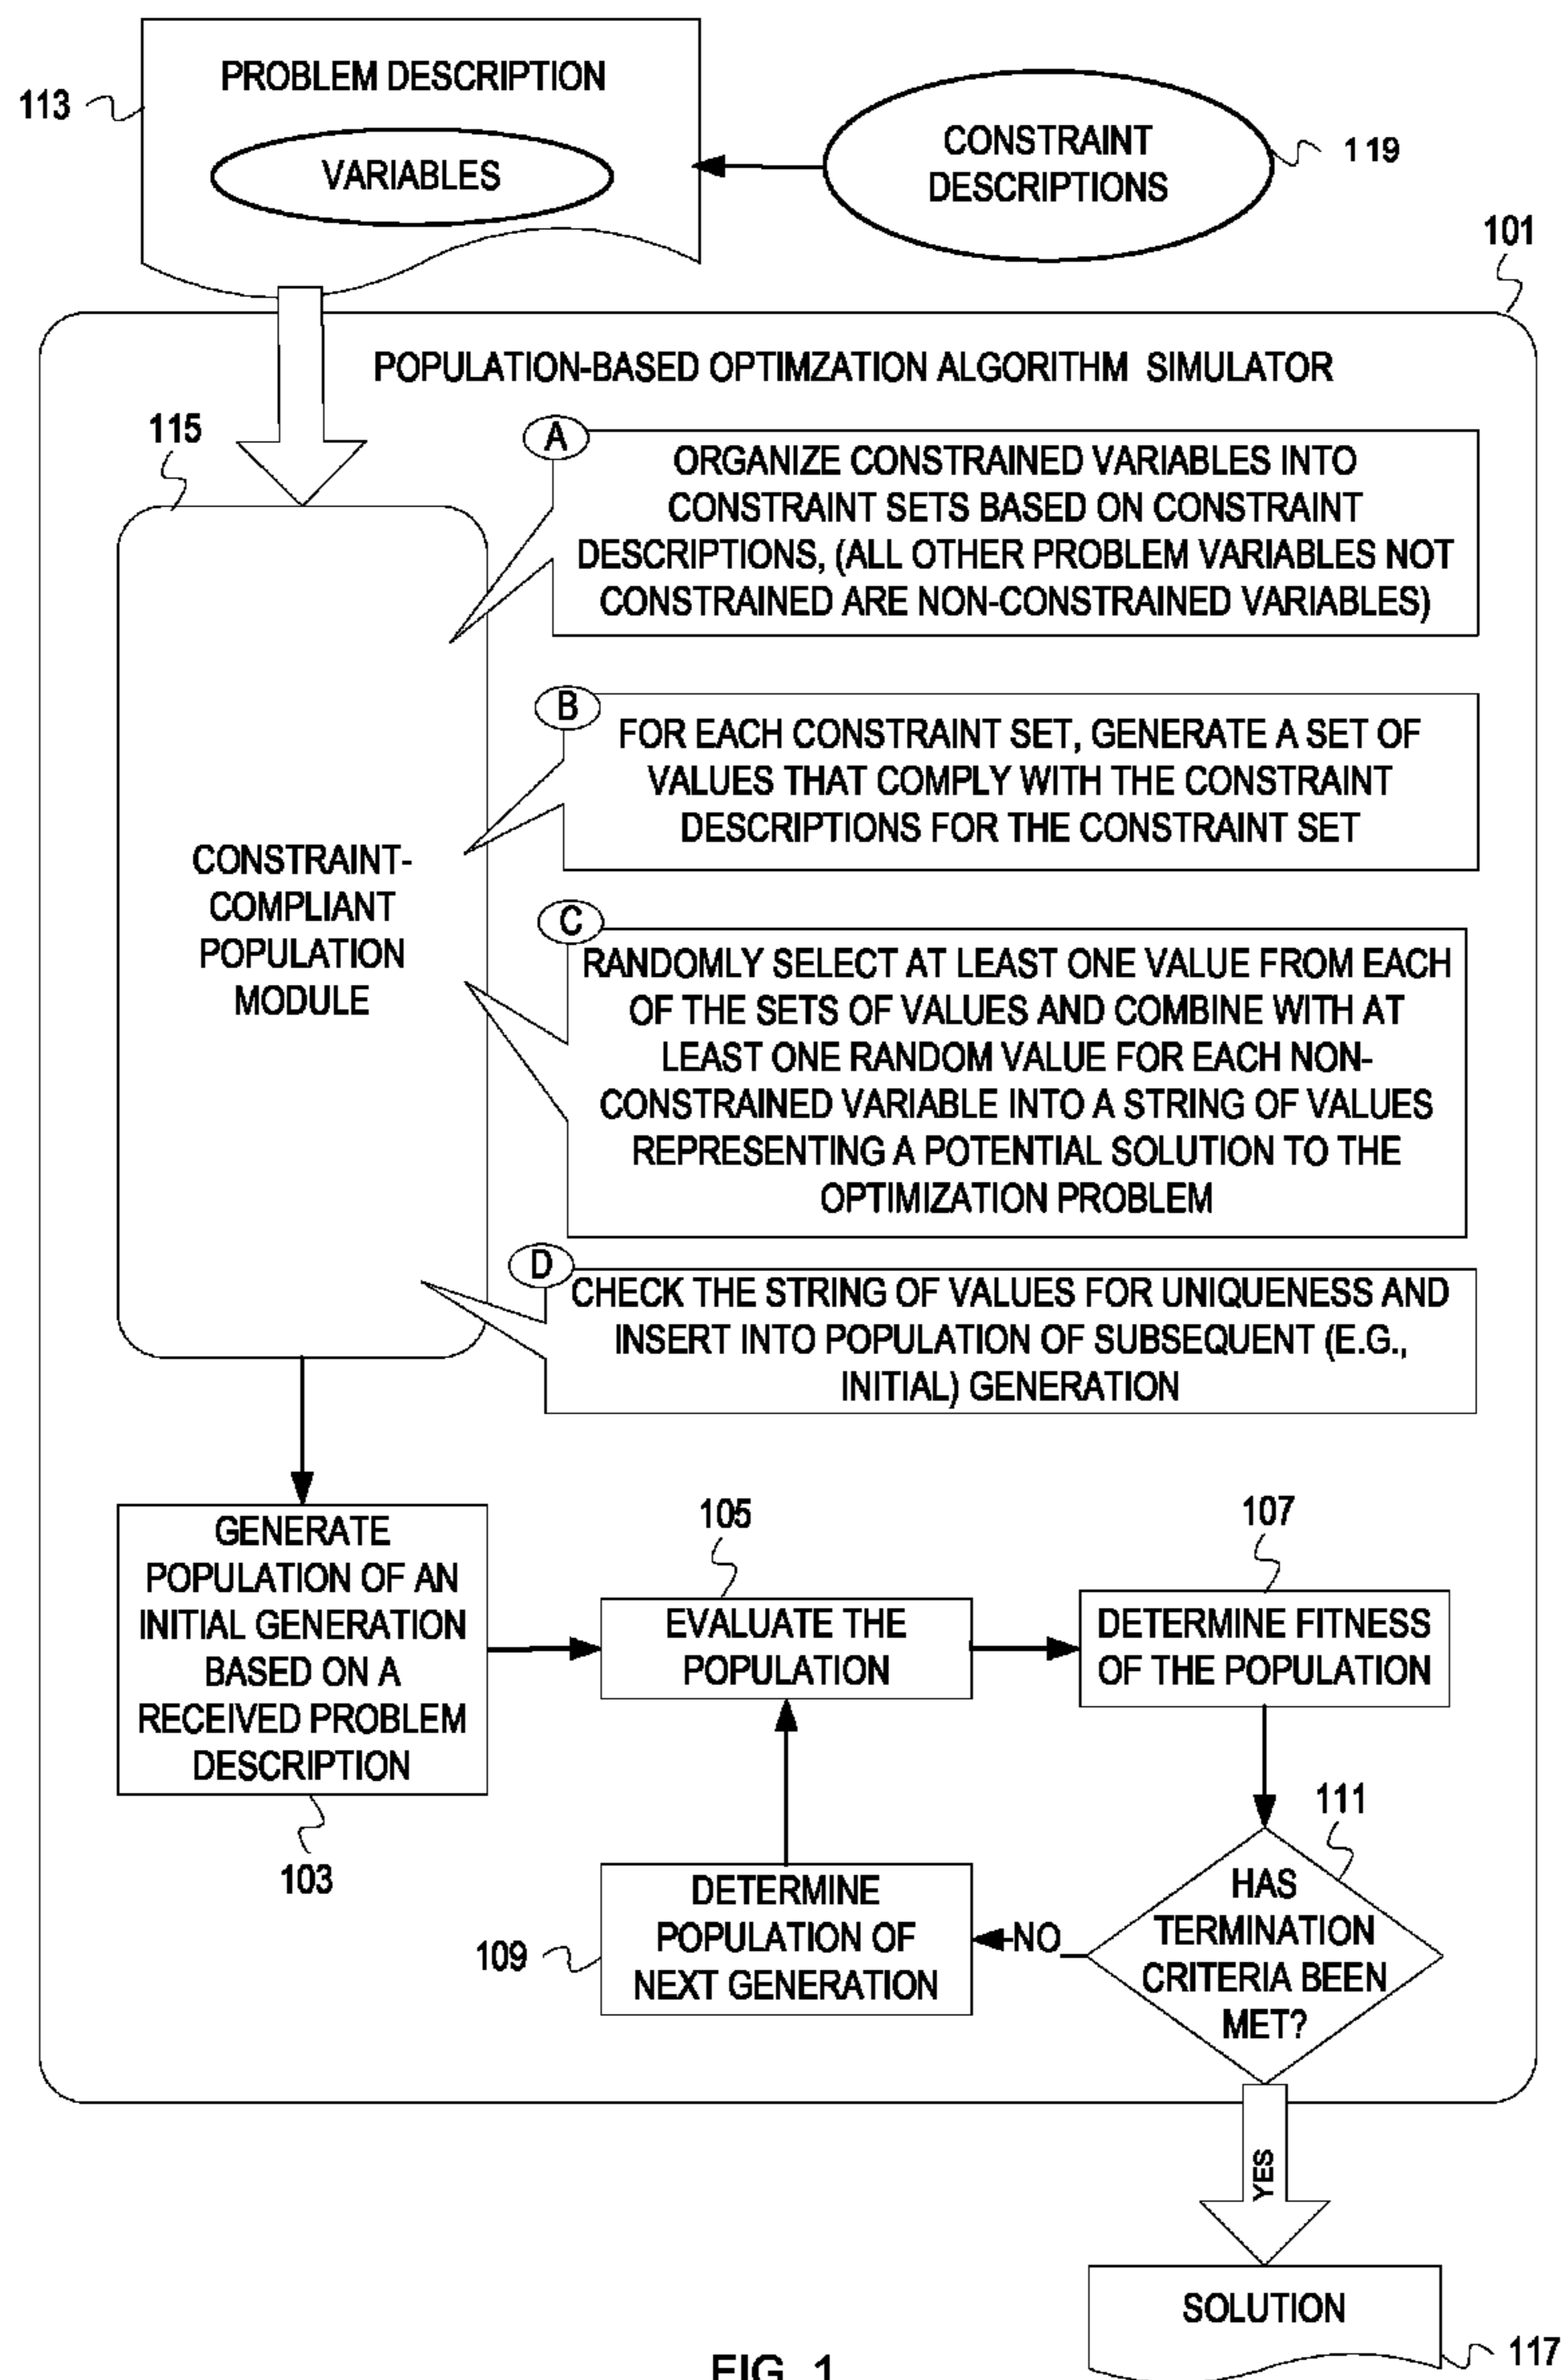 PROBLEM DESCRIPTION
113
VARIABLES
CONSTRAINT
DESCRIPTIONS
119
101
POPULATION-BASED OPTIMZATION ALGORITHM SIMULATOR
115
A
ORGANIZE CONSTRAINED VARIABLES INTO
CONSTRAINT SETS BASED ON CONSTRAINT
DESCRIPTIONS, (ALL OTHER PROBLEM VARIABLES NOT
CONSTRAINED ARE NON-CONSTRAINED VARIABLES)
B
FOR EACH CONSTRAINT SET, GENERATE A SET OF
VALUES THAT COMPLY WITH THE CONSTRAINT
DESCRIPTIONS FOR THE CONSTRAINT SET
CONSTRAINT-
COMPLIANT
POPULATION
MODULE
C
RANDOMLY SELECT AT LEAST ONE VALUE FROM EACH
OF THE SETS OF VALUES AND COMBINE WITH AT
LEAST ONE RANDOM VALUE FOR EACH NON-
CONSTRAINED VARIABLE INTO A STRING OF VALUES
REPRESENTING A POTENTIAL SOLUTION TO THE
OPTIMIZATION PROBLEM
D
CHECK THE STRING OF VALUES FOR UNIQUENESS AND
INSERT INTO POPULATION OF SUBSEQUENT (E.G.,
INITIAL) GENERATION
GENERATE
POPULATION OF AN
INITIAL GENERATION
BASED ON A
RECEIVED PROBLEM
DESCRIPTION
103
105
EVALUATE THE
POPULATION
107
DETERMINE FITNESS
OF THE POPULATION
111
HAS
TERMINATION
CRITERIA BEEN
MET?
NO
109
DETERMINE
POPULATION OF
NEXT GENERATION
YES
SOLUTION
117
FIG. 1